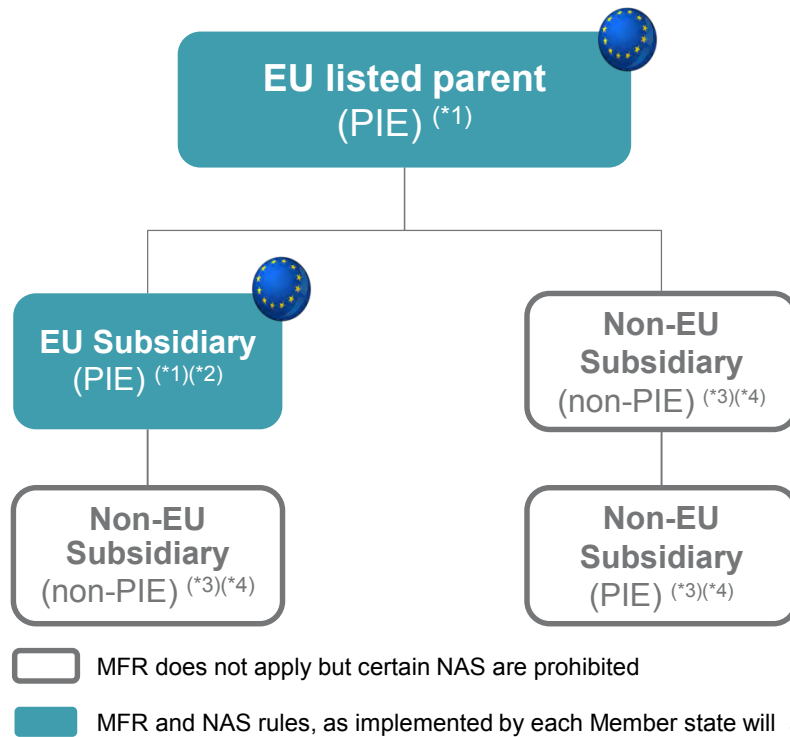 EU listed parent
(PIE) (*1)
EU Subsidiary
(PIE) (*1)(*2)
Non-EU
Subsidiary
(non-PIE) (*3)(*4)
Non-EU
Subsidiary
(non-PIE) (*3)(*4)
Non-EU
Subsidiary
(PIE) (*3)(*4)
MFR does not apply but certain NAS are prohibited
MFR and NAS rules, as implemented by each Member state will